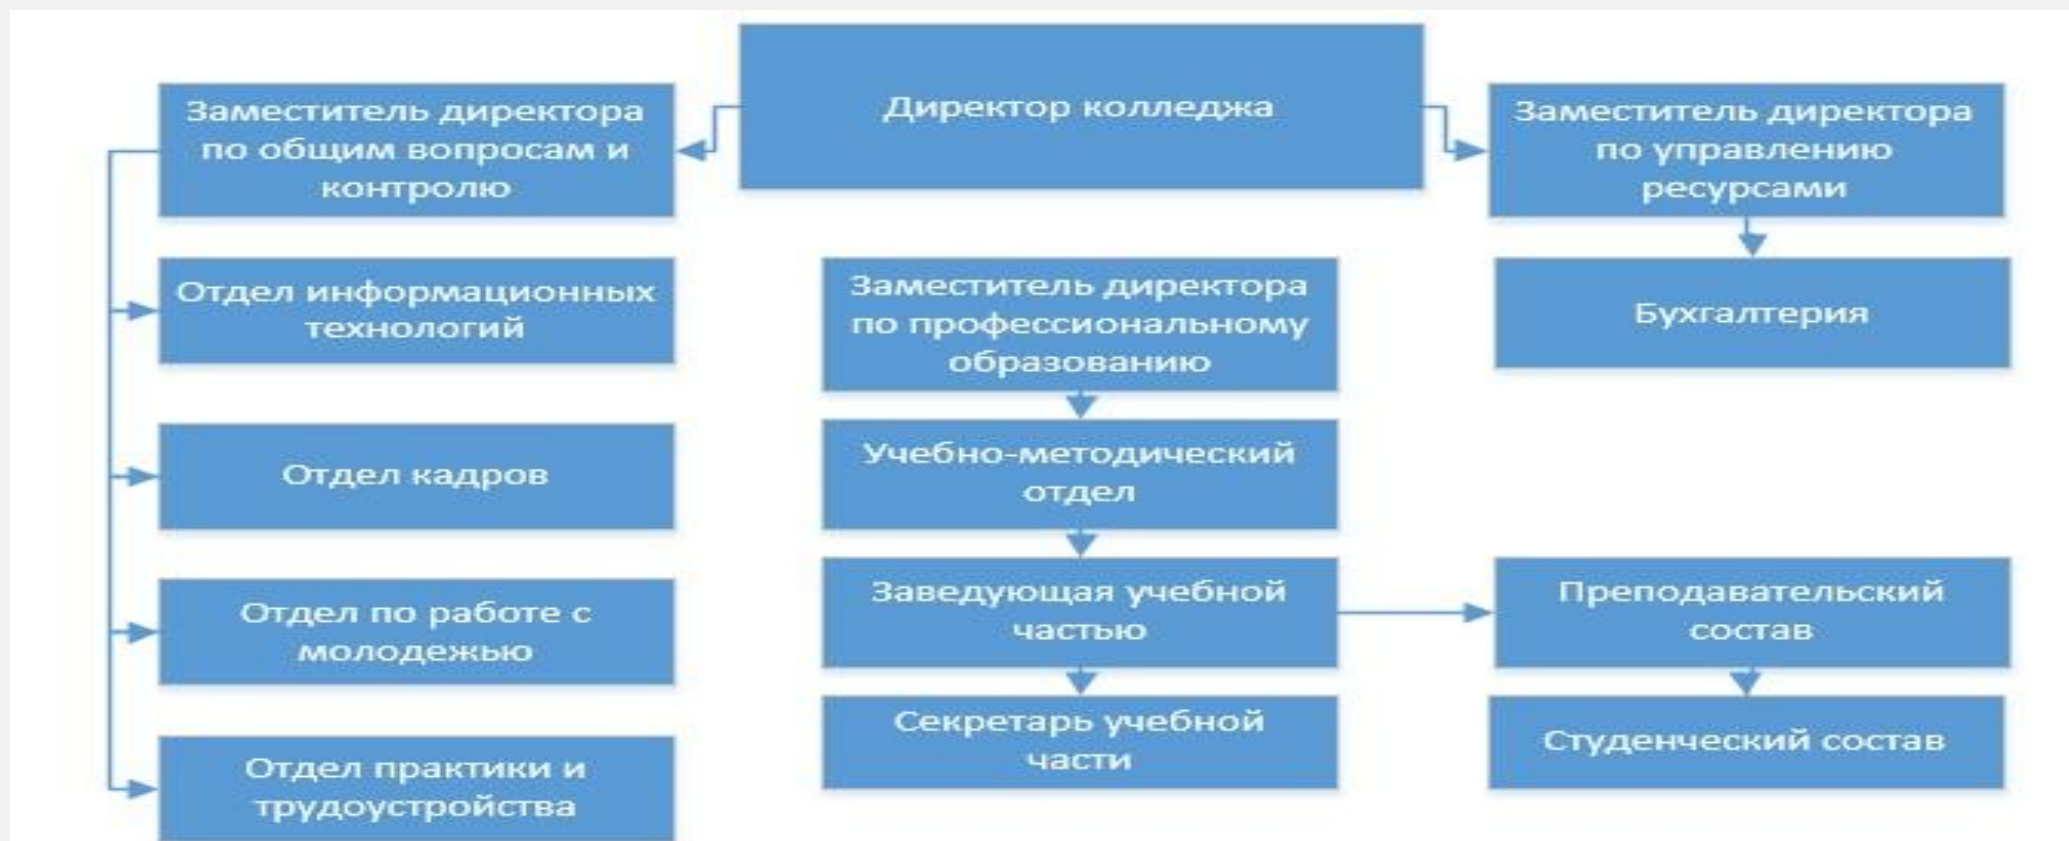 Директор колледжа
Заместитель директора
по общим вопросам и
контролю
Заместитель директора
по управлению
ресурсами
Отдел информационных
технологий
Заместитель директора
по профессиональному
образованию
Бухгалтерия
Отдел кадров
Учебно-методический
отдел
Отдел по работе с
молодежью
Заведующая учебной
частью
Преподавательский
состав
Отдел практики и
трудоустройства
Секретарь учебной
части
Студенческий состав